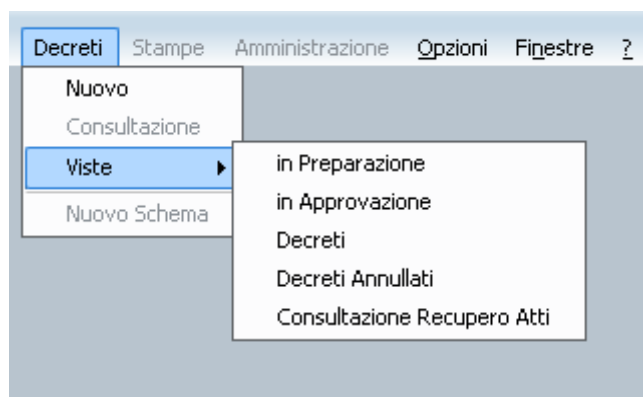 Decreti Stampe Amministrazione Opzioni Finestre ?
Nuovo
Consultazione
Viste
Nuovo Schema
in Preparazione
in Approvazione
Decreti
Decreti Annullati
Consultazione Recupero Atti